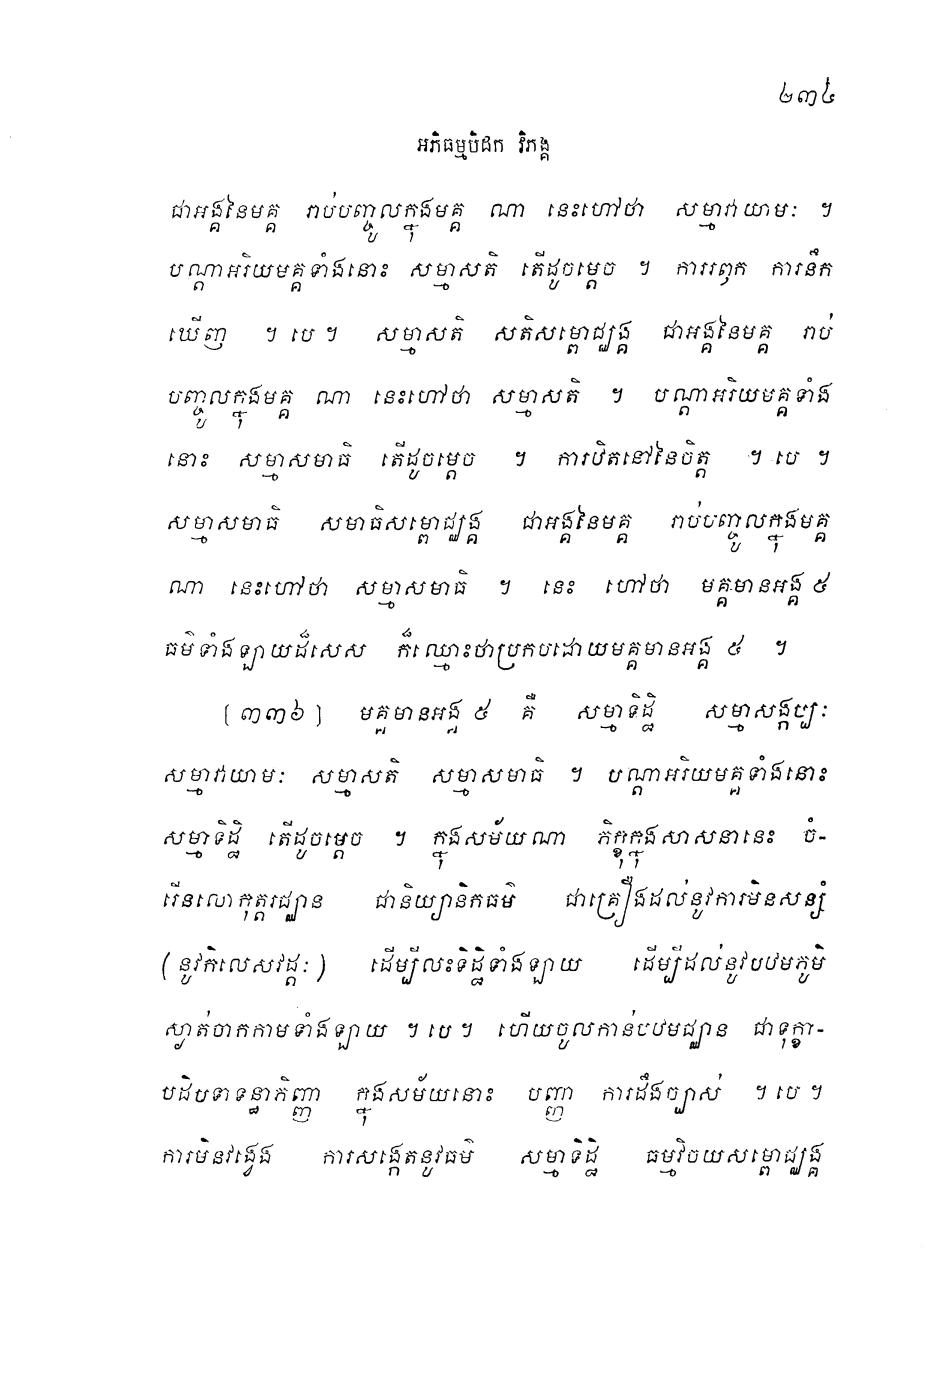 ២៣៤
អភិធម្មបិដក វិភង្គ
ជាអង្គនៃមគ្គ រាប់បញ្ចូលក្នុងមគ្គ ណា នេះហៅថា សម្មាវាយាមៈ ។
បណ្តាអរិយមគ្គទាំងនោះ សម្មាសតិ តើដូចម្តេច ។ ការរឭក ការនឹក
ឃើញ ។ បេ ។ សម្មាសតិ សតិសម្ពោជ្ឈង្គ ជាអង្គនៃមគ្គ រាប់
បញ្ចូលក្នុងមគ្គ ណា នេះហៅថា សម្មាសតិ ។ បណ្តាអរិយមគ្គទាំង
នោះ សម្មាសមាធិ តើដូចម្តេច ។ ការឋិតនៅនៃចិត្ត ។ បេ ។
សម្មាសមាធិ សមាធិសម្ពោជ្ឈង្គ ជាអង្គនៃមគ្គ រាប់បញ្ចូលក្នុងមគ្គ
ណា នេះហៅថា សម្មាសមាធិ ។ នេះ ហៅថា មគ្គមានអង្គ ៥
ធម៌ទាំងឡាយដ៏សេស ក៏ឈ្មោះថាប្រកបដោយមគ្គមានអង្គ ៥ ។
[ ៣៣៦ ] មគ្គមានអង្គ ៥ គឺ សម្មាទិដ្ឋិ សម្មាសង្កប្បៈ
សម្មាវាយាមៈ សម្មាសតិ សម្មាសមាធិ ។ បណ្តាអរិយមគ្គទាំងនោះ
សម្មាទិដ្ឋិ តើដូចម្តេច ។ ក្នុងសម័យណា ភិក្ខុក្នុងសាសនានេះ ចំ-
រើនលោកុត្តរជ្ឈាន ជានិយ្យានិកធម៌ ជាគ្រឿងដល់នូវការមិនសន្សំ
( នូវកិលេសវដ្តៈ ) ដើម្បីលះទិដ្ឋិទាំងឡាយ ដើម្បីដល់នូវបឋមភូមិ
ស្ងាត់ចាកកាមទាំងឡាយ ។ បេ ។ ហើយចូលកាន់បឋមជ្ឈាន ជាទុក្ខា-
បដិបទាទន្ធាភិញ្ញា ក្នុងសម័យនោះ បញ្ញា ការដឹងច្បាស់ ។ បេ ។
ការមិនវង្វេង ការសង្កេតនូវធម៌ សម្មាទិដ្ឋិ ធម្មវិចយសម្ពោជ្ឈង្គ